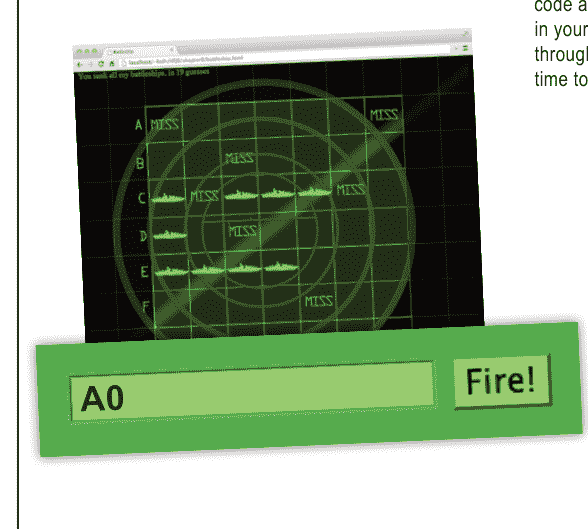 code a
in your
through
time to
Battleship
You sank all my battleships, in 19 guesses
A MISS MISS
B MISS
C MISS MISS
D MISS
E
F MISS
A0
Fire!